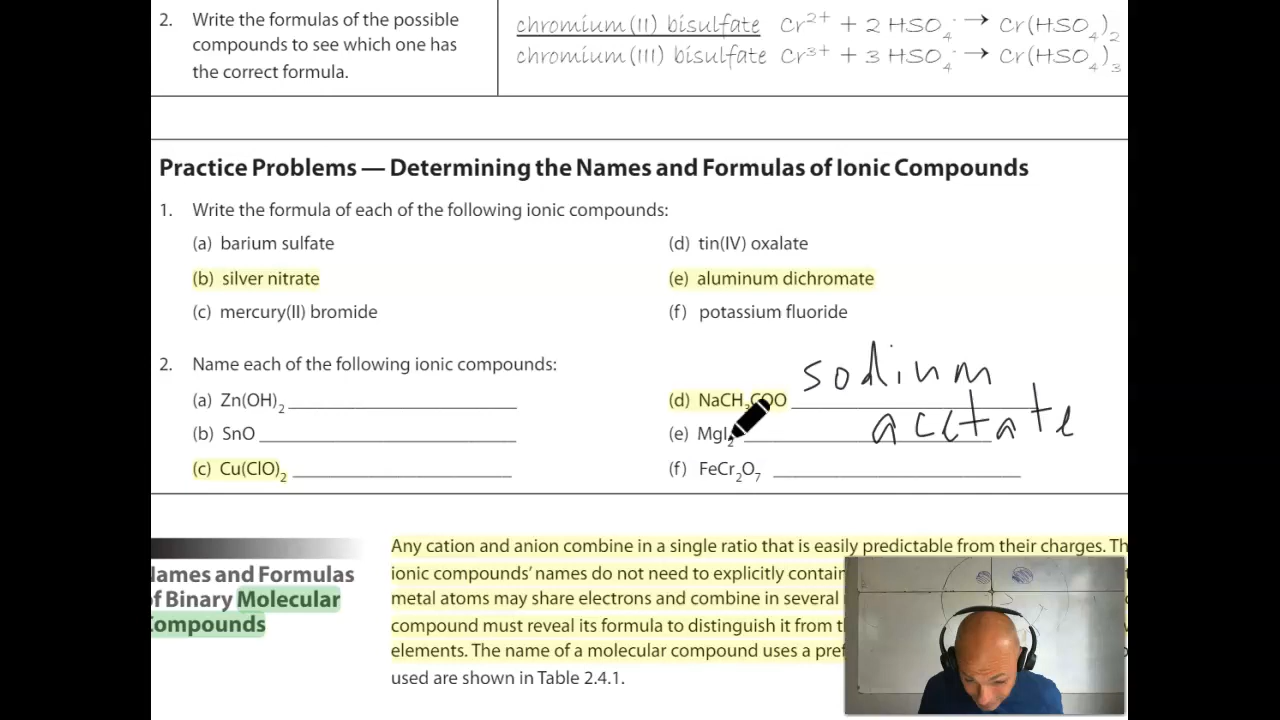 2. Write the formulas of the possible
compounds to see which one has
the correct formula.
chromium (II) bisulfate Cr²⁺ + 2 HSO₄⁻ → Cr(HSO₄)₂
chromium (III) bisulfate Cr³⁺ + 3 HSO₄⁻ → Cr(HSO₄)₃
Practice Problems — Determining the Names and Formulas of Ionic Compounds
1. Write the formula of each of the following ionic compounds:
(a) barium sulfate (d) tin(IV) oxalate
(b) silver nitrate (e) aluminum dichromate
(c) mercury(II) bromide (f) potassium fluoride
2. Name each of the following ionic compounds:
sodium
(a) Zn(OH)₂ (d) NaCH₃COO
acetate
(b) SnO (e) MgI₂
(c) Cu(ClO)₂ (f) FeCr₂O₇
Names and Formulas
of Binary Molecular
Compounds
Any cation and anion combine in a single ratio that is easily predictable from their charges. Th
ionic compounds' names do not need to explicitly contain
metal atoms may share electrons and combine in several
compound must reveal its formula to distinguish it from
elements. The name of a molecular compound uses a
used are shown in Table 2.4.1.